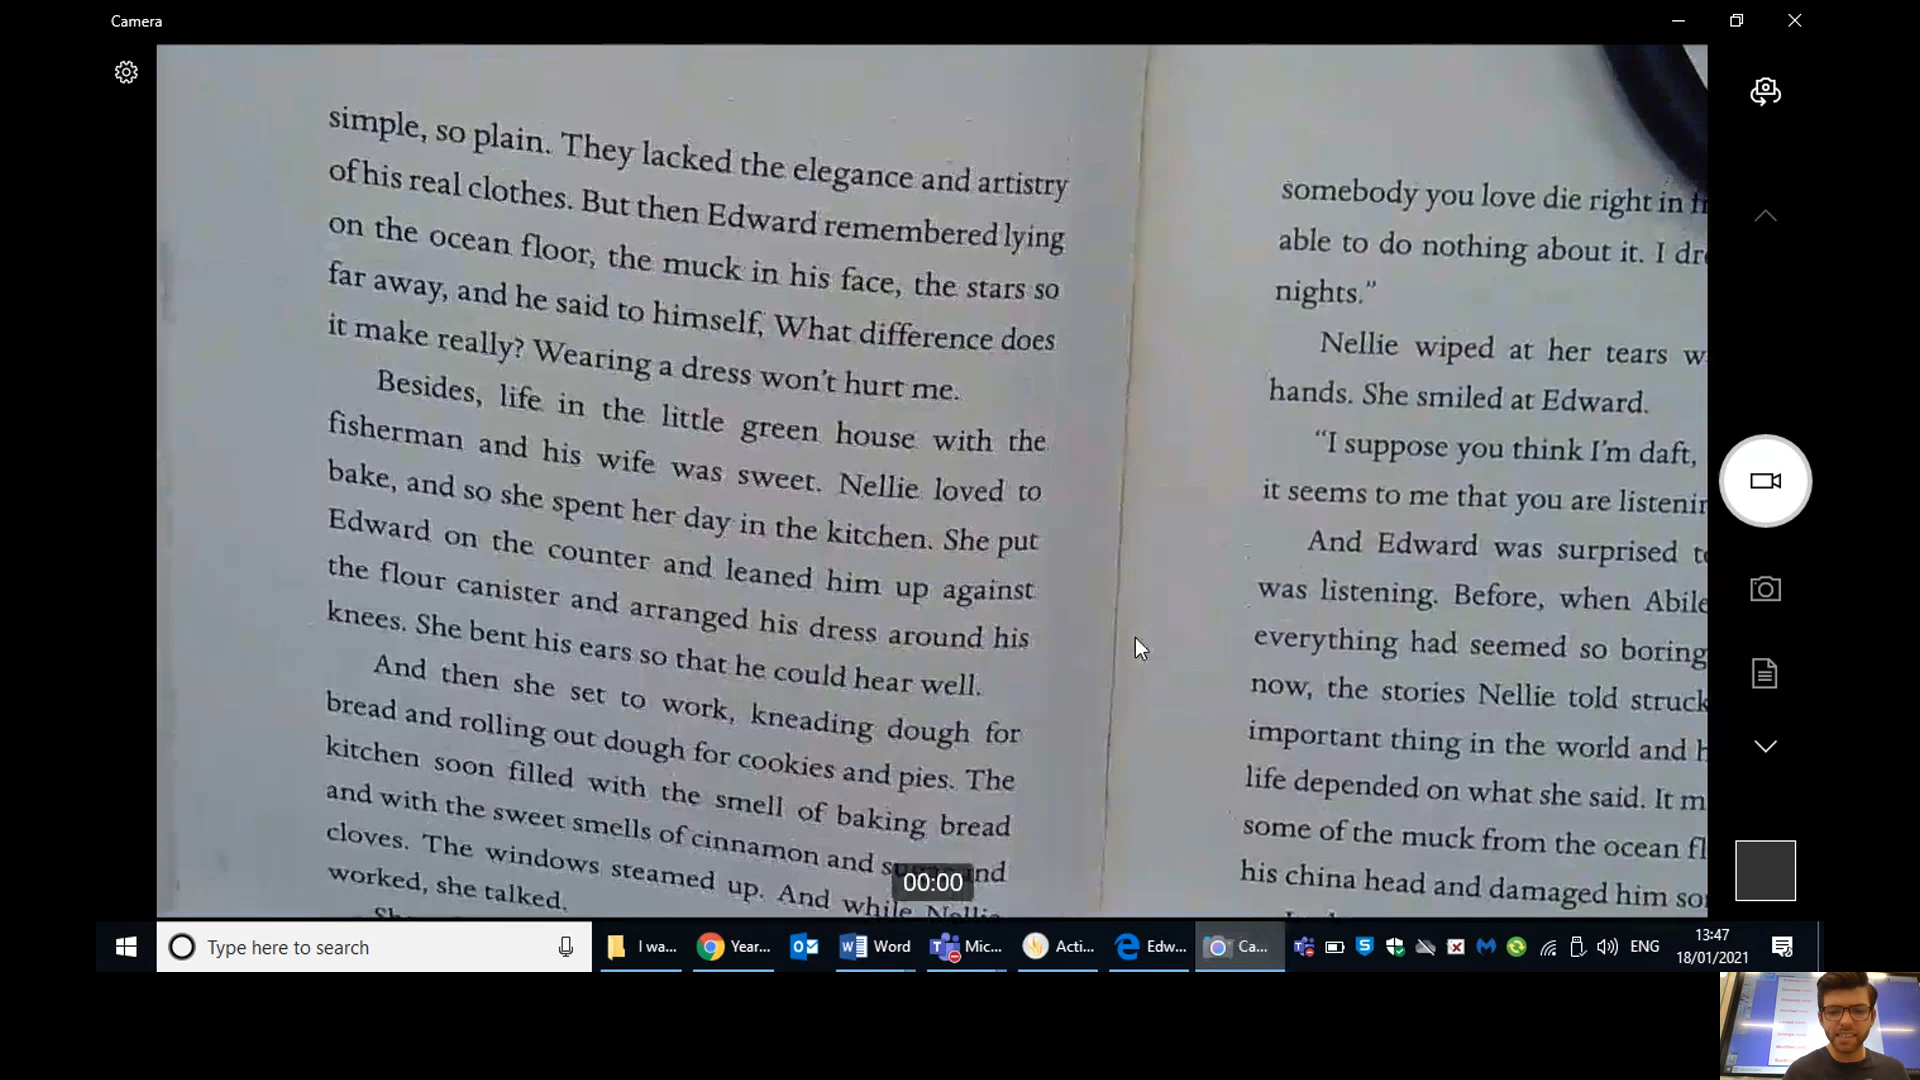 Camera
simple, so plain. They lacked the elegance and artistry
of his real clothes. But then Edward remembered lying
on the ocean floor, the muck in his face, the stars so
far away, and he said to himself, What difference does
it make really? Wearing a dress won't hurt me.
Besides, life in the little green house with the
fisherman and his wife was sweet. Nellie loved to
bake, and so she spent her day in the kitchen. She put
Edward on the counter and leaned him up against
the flour canister and arranged his dress around his
knees. She bent his ears so that he could hear well.
And then she set to work, kneading dough for
bread and rolling out dough for cookies and pies. The
kitchen soon filled with the smell of baking bread
and with the sweet smells of cinnamon and
cloves. The windows steamed up. And while Nellie
worked, she talked.
somebody you love die right in
able to do nothing about it. I
nights."
Nellie wiped at her tears
hands. She smiled at Edward.
"I suppose you think I'm daft,
it seems to me that you are
And Edward was surprised
was listening. Before, when
everything had seemed so boring
now, the stories Nellie told struck
important thing in the world and
life depended on what she said. It
some of the muck from the ocean
his china head and damaged him
00:00
Type here to search
I wa...
Year...
Word
Mic...
Acti...
Edw...
Ca...
ENG
13:47
18/01/2021